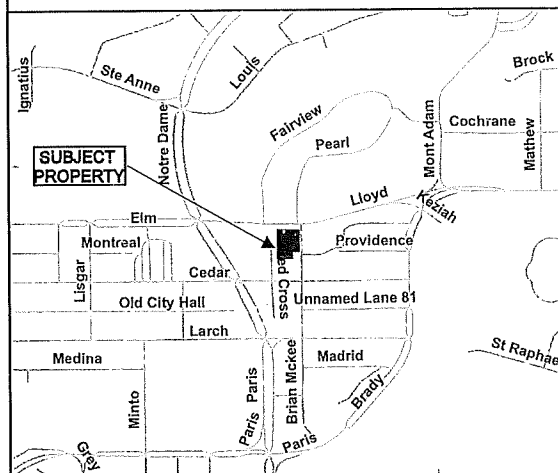 Ignatius
Ste Anne
Louis
Brock
Notre Dame
Fairview
Pearl
Mont Adam
Cochrane
Mathew
SUBJECT
PROPERTY
Lloyd
Keziah
Elm
Montreal
Providence
Lisgar
Cedar
ed Cross
Old City Hall
Unnamed Lane 81
Larch
Medina
Minto
Paris
Paris
Brian Mckee
Madrid
Brady
St Raphae
Grey
Paris